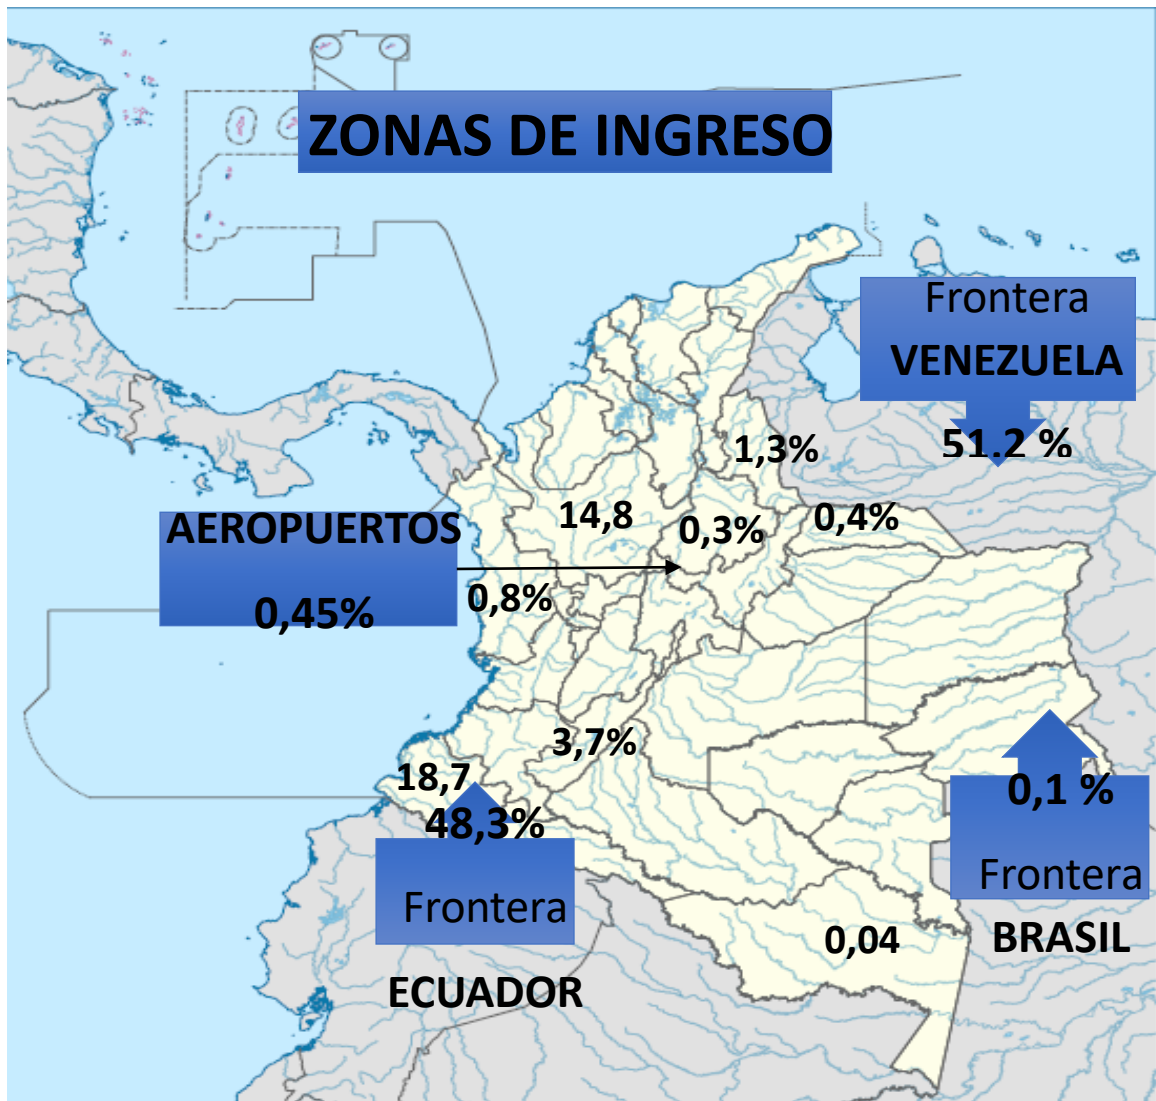 ZONAS DE INGRESO
Frontera
VENEZUELA
51,2 %
1,3%
14,8
0,3%
0,4%
AEROPUERTOS
0,45%
0,8%
3,7%
18,7
48,3%
Frontera
ECUADOR
0,1 %
Frontera
BRASIL
0,04